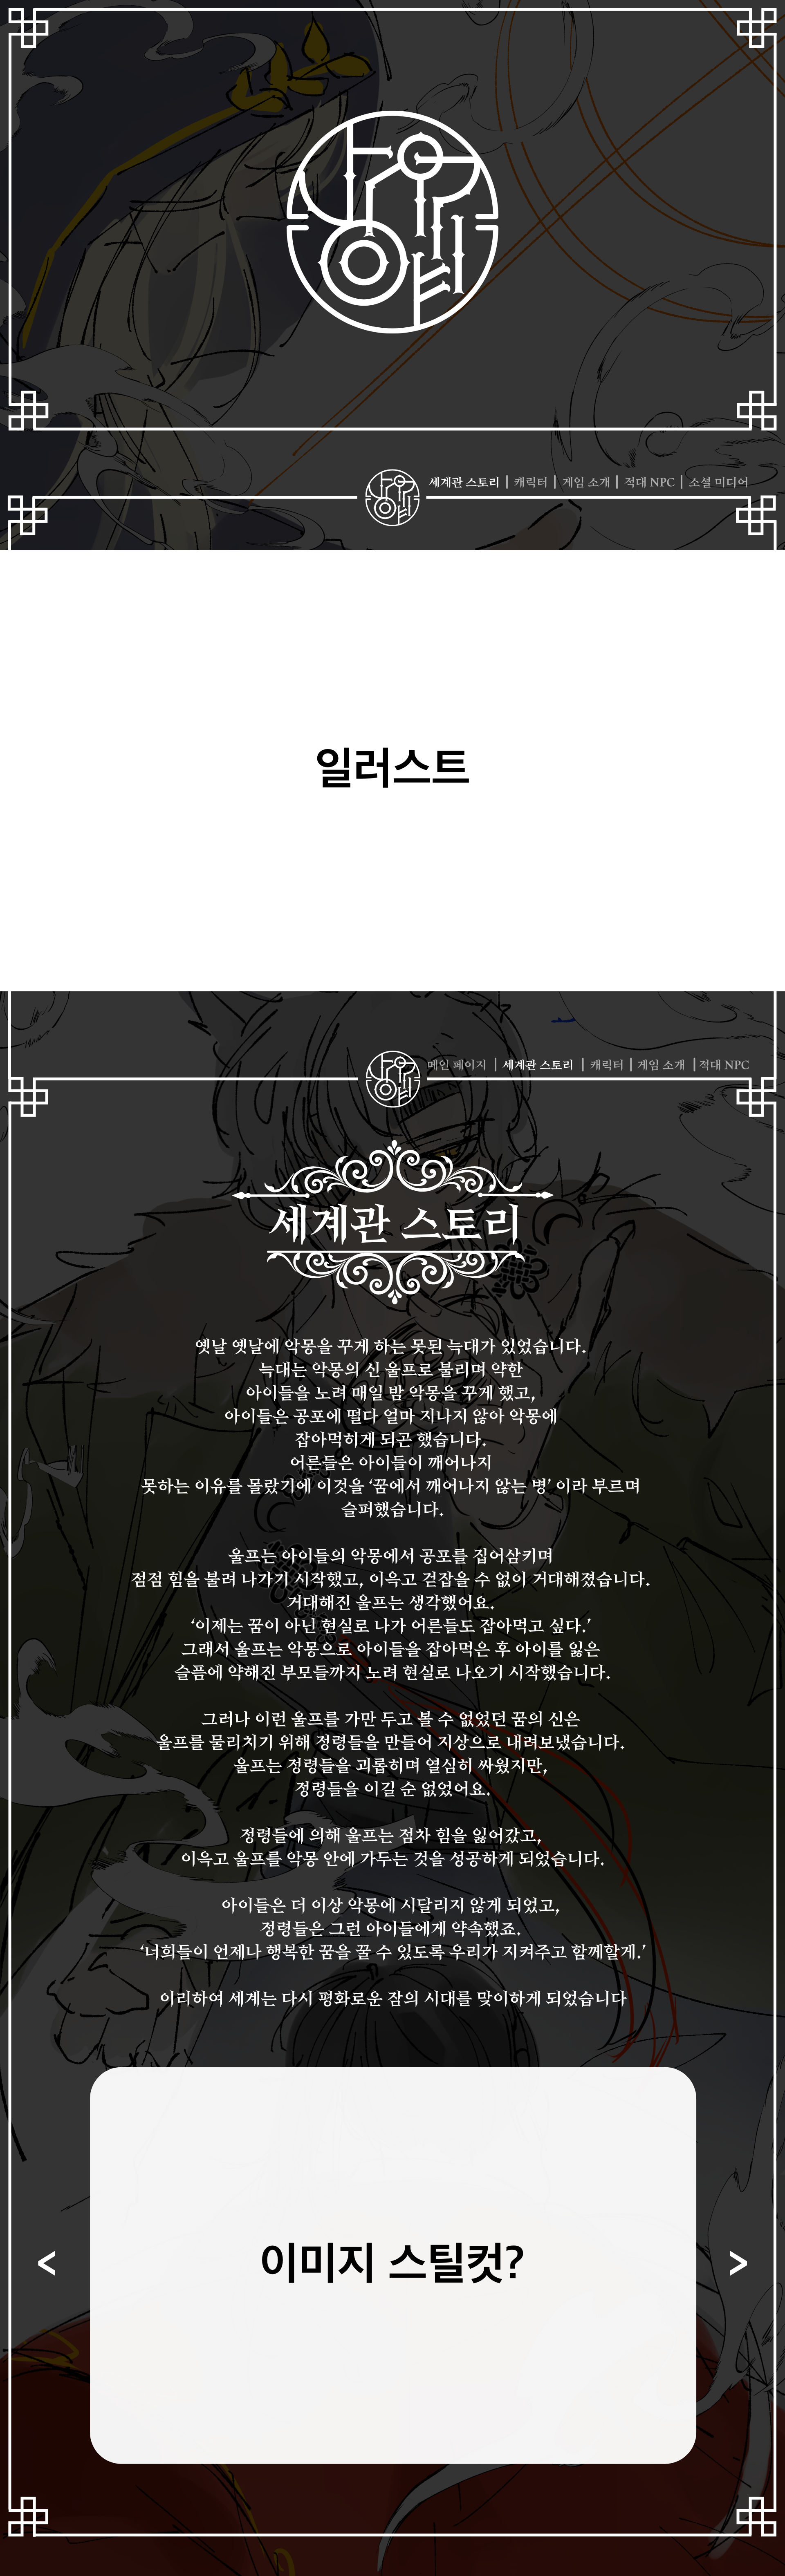 세계관 스토리 | 캐릭터 | 게임 소개 | 적대 NPC | 소셜 미디어
일러스트
메인 페이지 | 세계관 스토리 | 캐릭터 | 게임 소개 | 적대 NPC
세계관 스토리
옛날 옛날에 악몽을 꾸게 하는 못된 늑대가 있었습니다.
늑대는 악몽의 신 울프로 불리며 약한
아이들을 노려 매일 밤 악몽을 꾸게 했고,
아이들은 공포에 떨다 얼마 지나지 않아 악몽에
잡아먹히게 되곤 했습니다.
어른들은 아이들이 깨어나지
못하는 이유를 몰랐기에 이것을 ‘꿈에서 깨어나지 않는 병’ 이라 부르며
슬퍼했습니다.
울프는 아이들의 악몽에서 공포를 집어삼키며
점점 힘을 불려 나가기 시작했고, 이윽고 걷잡을 수 없이 거대해졌습니다.
거대해진 울프는 생각했어요.
‘이제는 꿈이 아닌 현실로 나가 어른들도 잡아먹고 싶다.’
그래서 울프는 악몽으로 아이들을 잡아먹은 후 아이를 잃은
슬픔에 약해진 부모들까지 노려 현실로 나오기 시작했습니다.
그러나 이런 울프를 가만 두고 볼 수 없었던 꿈의 신은
울프를 물리치기 위해 정령들을 만들어 지상으로 내려보냈습니다.
울프는 정령들을 괴롭히며 열심히 싸웠지만,
정령들을 이길 순 없었어요.
정령들에 의해 울프는 점차 힘을 잃어갔고,
이윽고 울프를 악몽 안에 가두는 것을 성공하게 되었습니다.
아이들은 더 이상 악몽에 시달리지 않게 되었고,
정령들은 그런 아이들에게 약속했죠.
‘너희들이 언제나 행복한 꿈을 꿀 수 있도록 우리가 지켜주고 함께할게.’
이리하여 세계는 다시 평화로운 잠의 시대를 맞이하게 되었습니다
<
이미지 스틸컷?
>